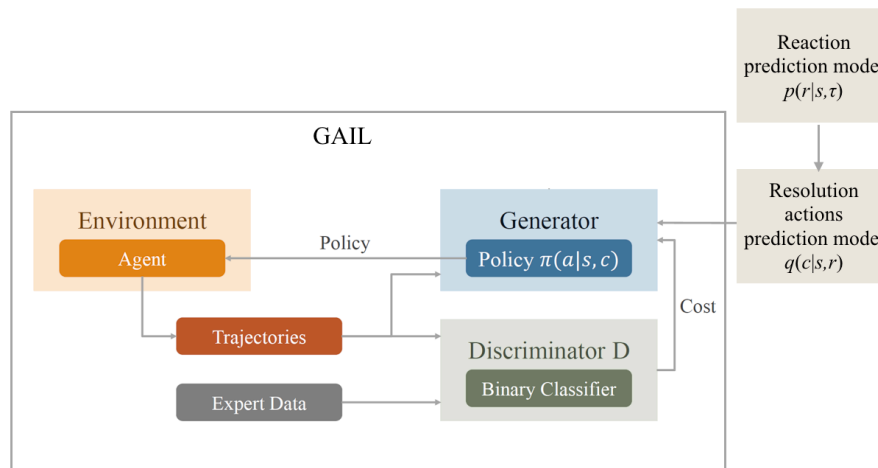 Reaction
prediction mode
p(r|s,τ)
GAIL
Resolution
actions
prediction mode
q(c|s,r)
Environment
Agent
Policy
Generator
Policy π(a|s, c)
Cost
Trajectories
Discriminator D
Binary Classifier
Expert Data